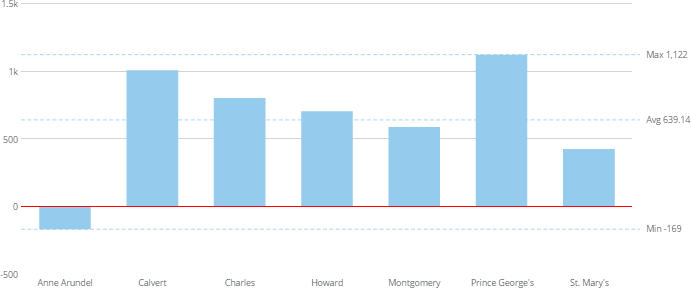 1.5k
Max 1,122
1k
Avg 639.14
500
0
Min -169
-500
Anne Arundel Calvert Charles Howard Montgomery Prince George's St. Mary's